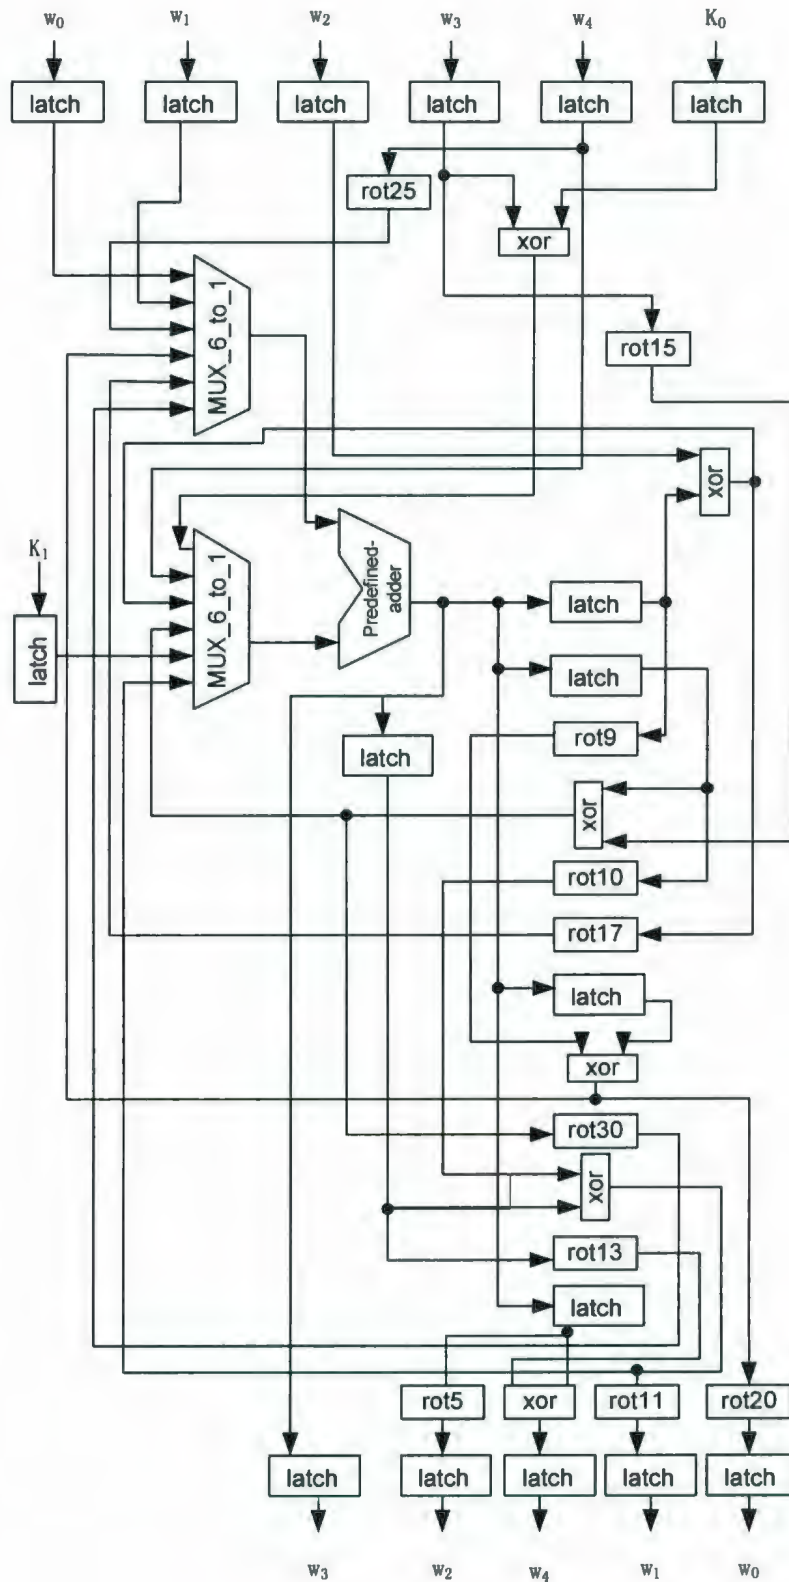 w₀ w₁ w₂ w₃ w₄ K₀
latch latch latch latch latch latch
rot25
xor
rot15
MUX_6_to_1
xor
K₁
latch
MUX_6_to_1
Predefined-
adder
latch
latch
rot9
latch
xor
rot10
rot17
latch
xor
rot30
xor
rot13
latch
rot5 xor rot11 rot20
latch latch latch latch latch
w₃ w₂ w₄ w₁ w₀